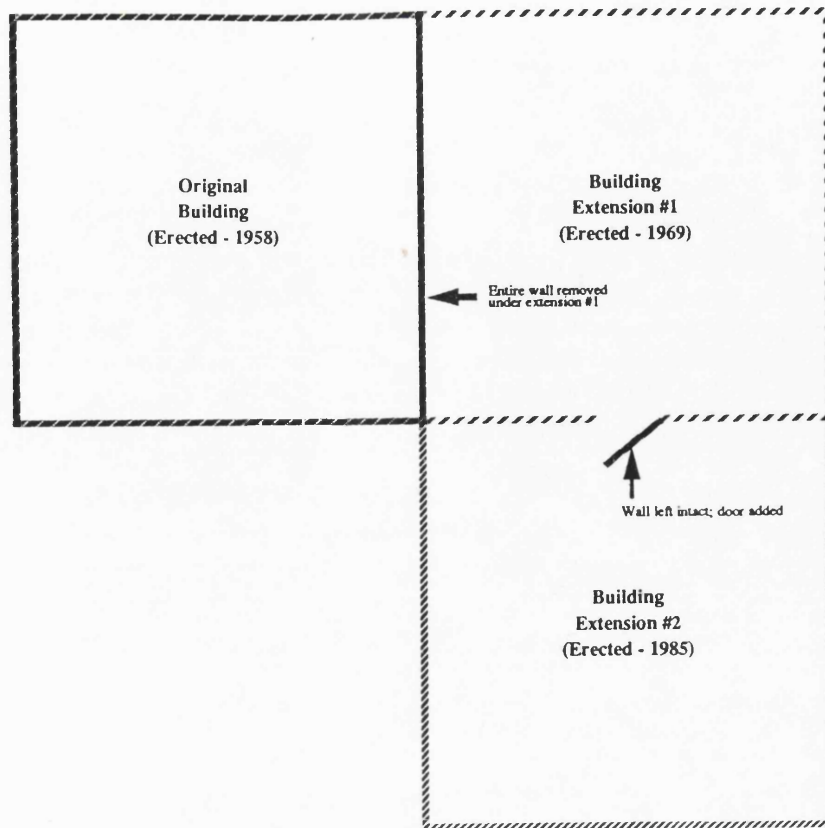 Original
Building
(Erected - 1958)
Building
Extension #1
(Erected - 1969)
Entire wall removed
under extension #1
Wall left intact; door added
Building
Extension #2
(Erected - 1985)